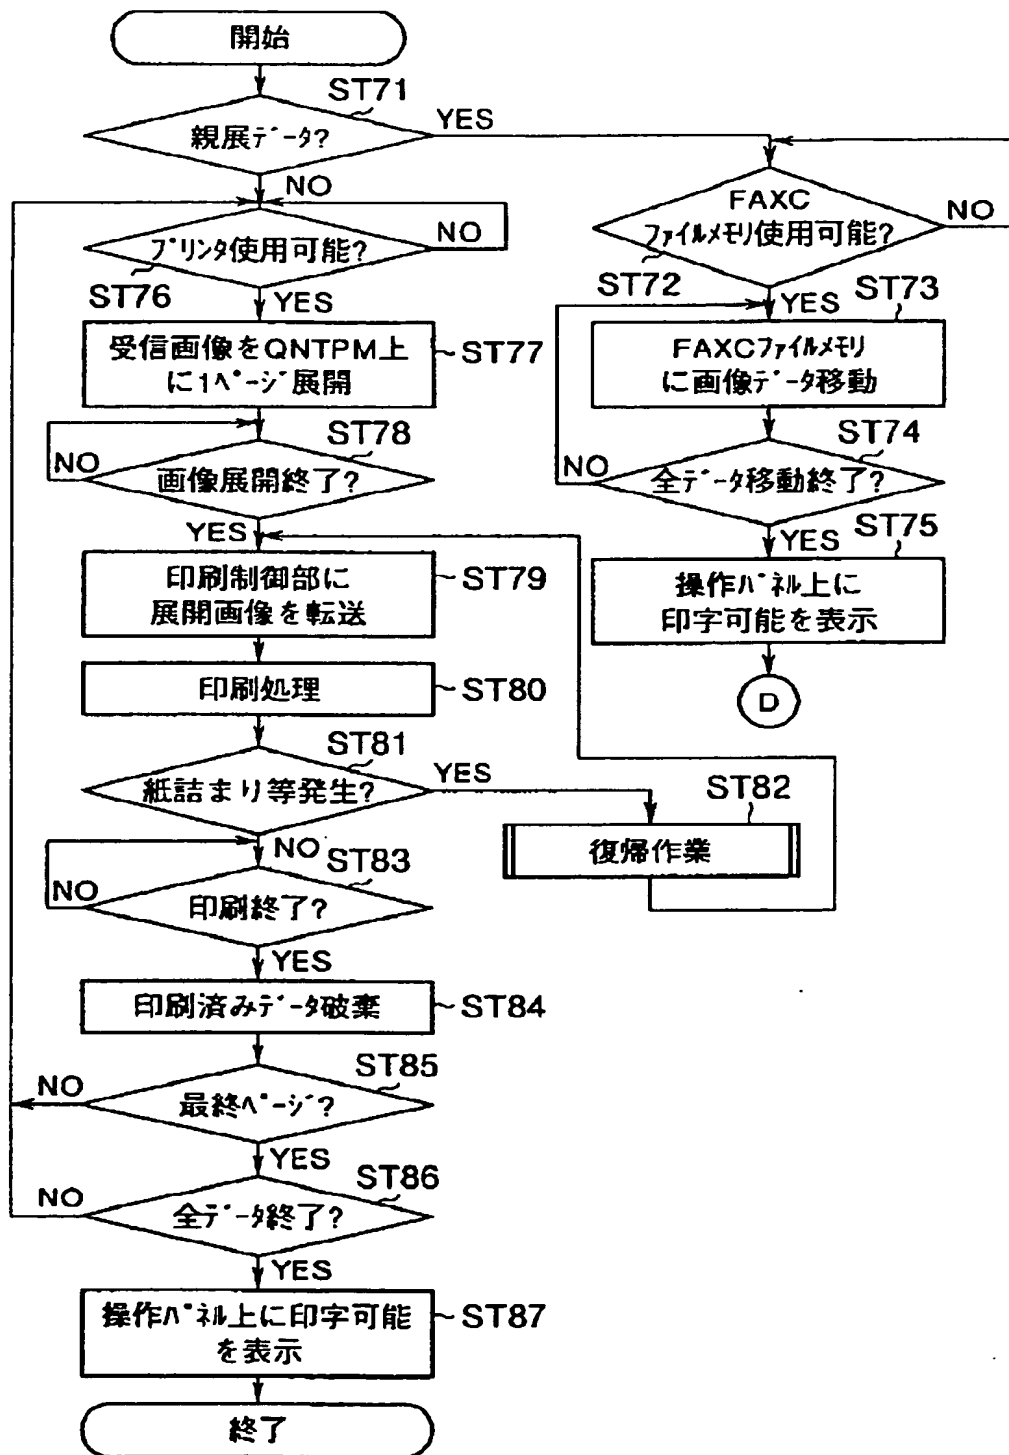 開始
ST71
親展データ?
YES
NO
プリンタ使用可能?
NO
ST76
YES
受信画像をQNTPM上
に1ページ展開
ST77
ST78
NO
画像展開終了?
YES
印刷制御部に
展開画像を転送
ST79
印刷処理
ST80
ST81
紙詰まり等発生?
YES
ST82
復帰作業
NO
ST83
NO
印刷終了?
YES
印刷済みデータ破棄
ST84
ST85
NO
最終ページ?
YES
ST86
NO
全データ終了?
YES
操作パネル上に印字可能
を表示
ST87
終了
FAXC
ファイルメモリ使用可能?
NO
ST72
YES
ST73
FAXCファイルメモリ
に画像データ移動
ST74
NO
全データ移動終了?
YES
ST75
操作パネル上に
印字可能を表示
D